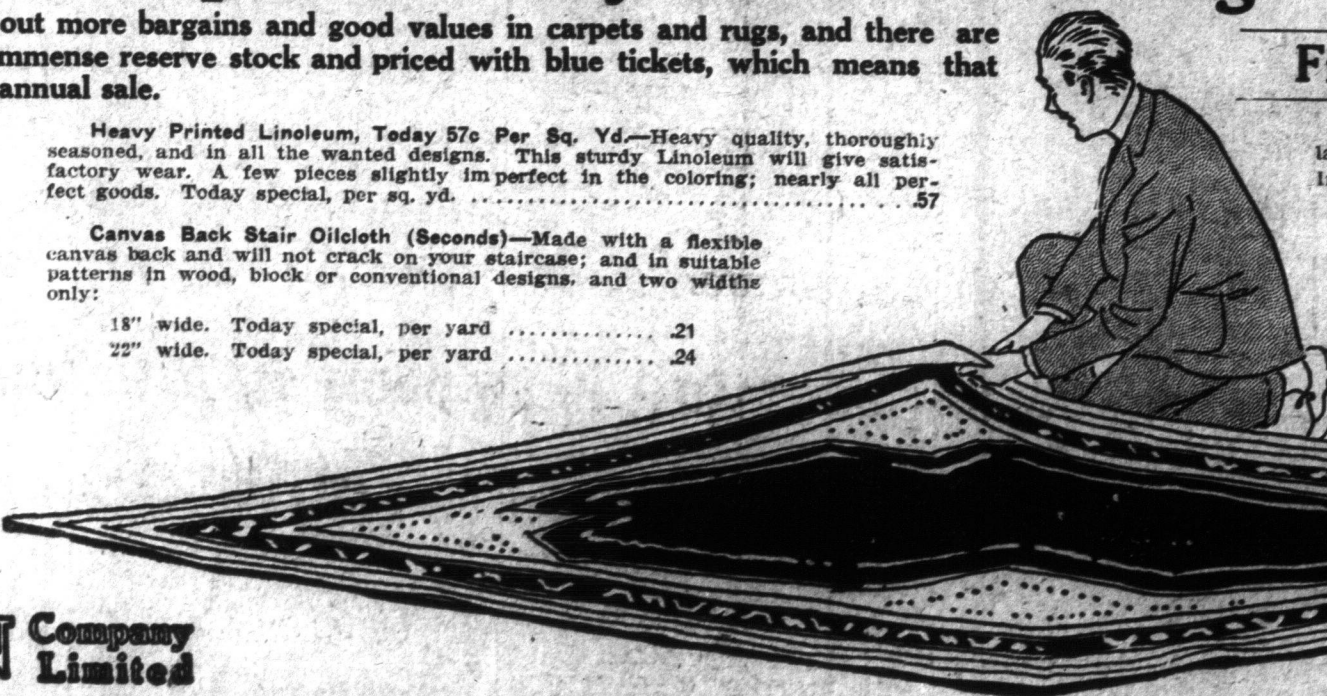 out more bargains and good values in carpets and rugs, and there are
mmense reserve stock and priced with blue tickets, which means that
annual sale.
Heavy Printed Linoleum, Today 57c Per Sq. Yd.—Heavy quality, thoroughly
seasoned, and in all the wanted designs. This sturdy Linoleum will give satis-
factory wear. A few pieces slightly imperfect in the coloring; nearly all per-
fect goods. Today special, per sq. yd. .......................................... .57
Canvas Back Stair Oilcloth (Seconds)—Made with a flexible
canvas back and will not crack on your staircase; and in suitable
patterns in wood, block or conventional designs, and two widths
only:
18" wide. Today special, per yard .............. .21
22" wide. Today special, per yard .............. .24
Company
Limited